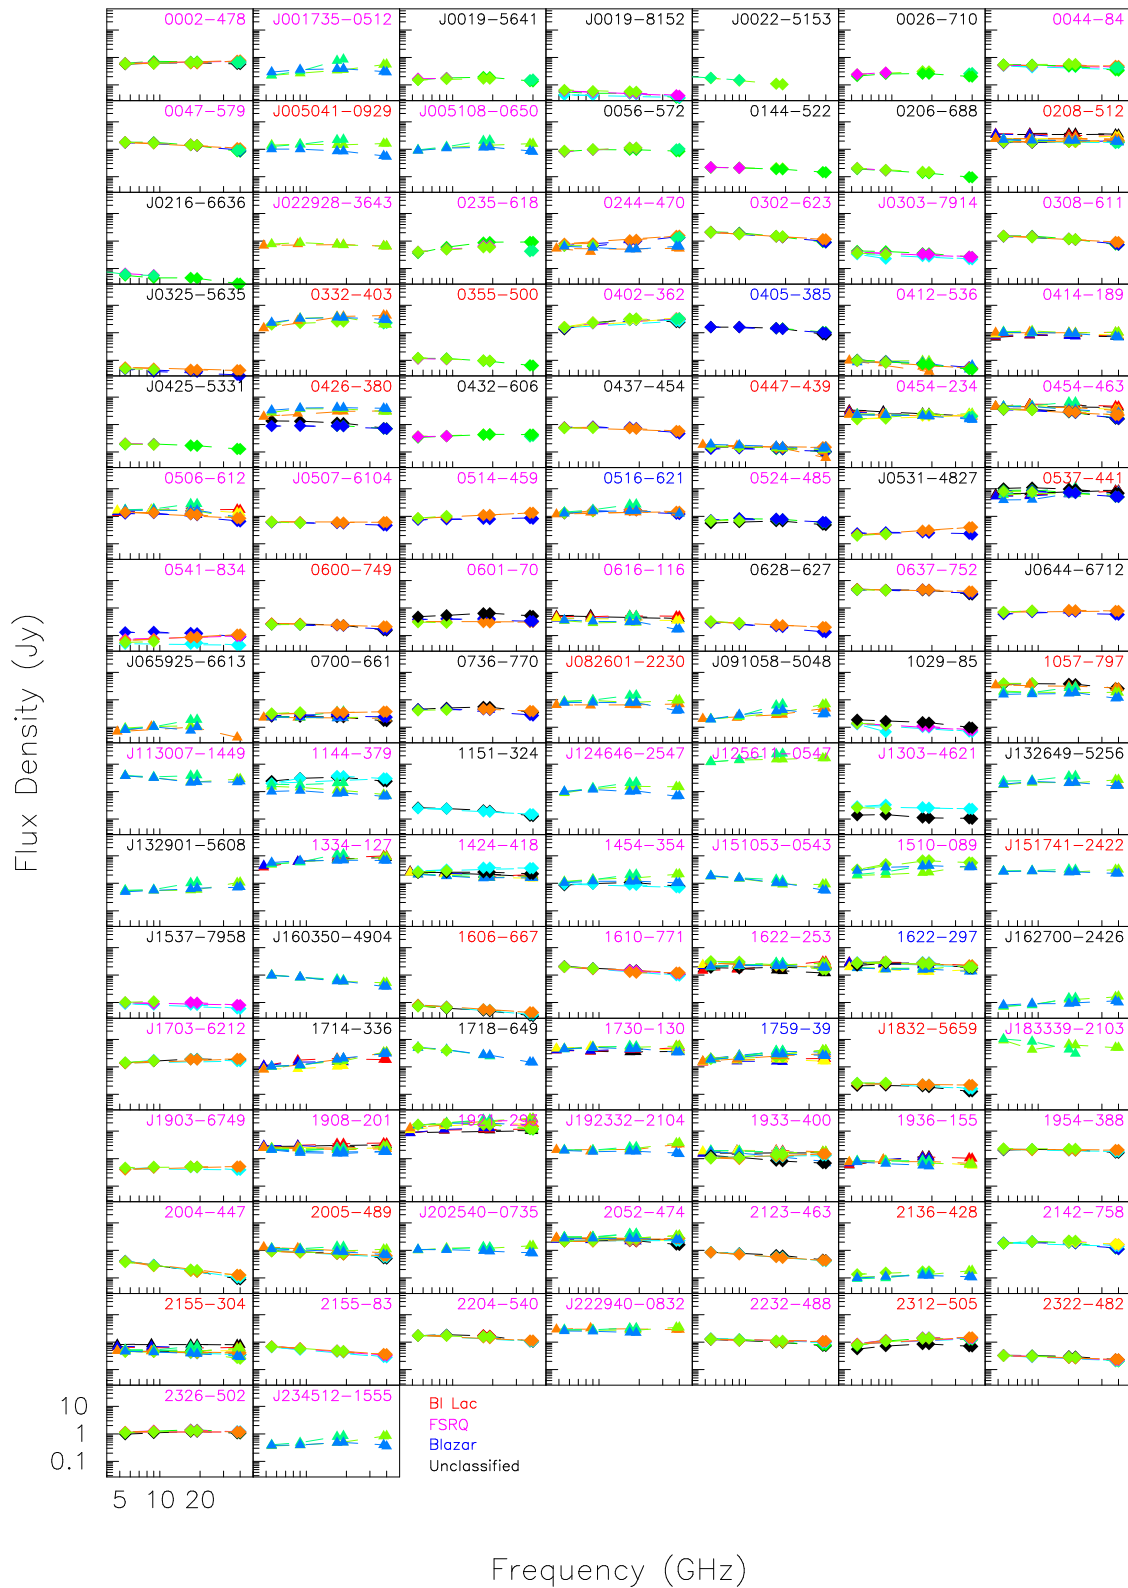 0002−478 J001735−0512 J0019−5641 J0019−8152 J0022−5153 0026−710 0044−84
0047−579 J005041−0929 J005108−0650 0056−572 0144−522 0206−688 0208−512
J0216−6636 J022928−3643 0235−618 0244−470 0302−623 J0303−7914 0308−611
J0325−5635 0332−403 0355−500 0402−362 0405−385 0412−536 0414−189
J0425−5331 0426−380 0432−606 0437−454 0447−439 0454−234 0454−463
0506−612 J0507−6104 0514−459 0516−621 0524−485 J0531−4827 0537−441
0541−834 0600−749 0601−70 0616−116 0628−627 0637−752 J0644−6712
J065925−6613 0700−661 0736−770 J082601−2230 J091058−5048 1029−85 1057−797
J113007−1449 1144−379 1151−324 J124646−2547 J125611−0547 J1303−4621 J132649−5256
J132901−5608 1334−127 1424−418 1454−354 J151053−0543 1510−089 J151741−2422
J1537−7958 J160350−4904 1606−667 1610−771 1622−253 1622−297 J162700−2426
J1703−6212 1714−336 1718−649 1730−130 1759−39 J1832−5659 J183339−2103
J1903−6749 1908−201 1921−293 J192332−2104 1933−400 1936−155 1954−388
2004−447 2005−489 J202540−0735 2052−474 2123−463 2136−428 2142−758
2155−304 2155−83 2204−540 J222940−0832 2232−488 2312−505 2322−482
2326−502 J234512−1555
Bl Lac
FSRQ
Blazar
Unclassified
10
1
0.1
5 10 20
Flux Density (Jy)
Frequency (GHz)